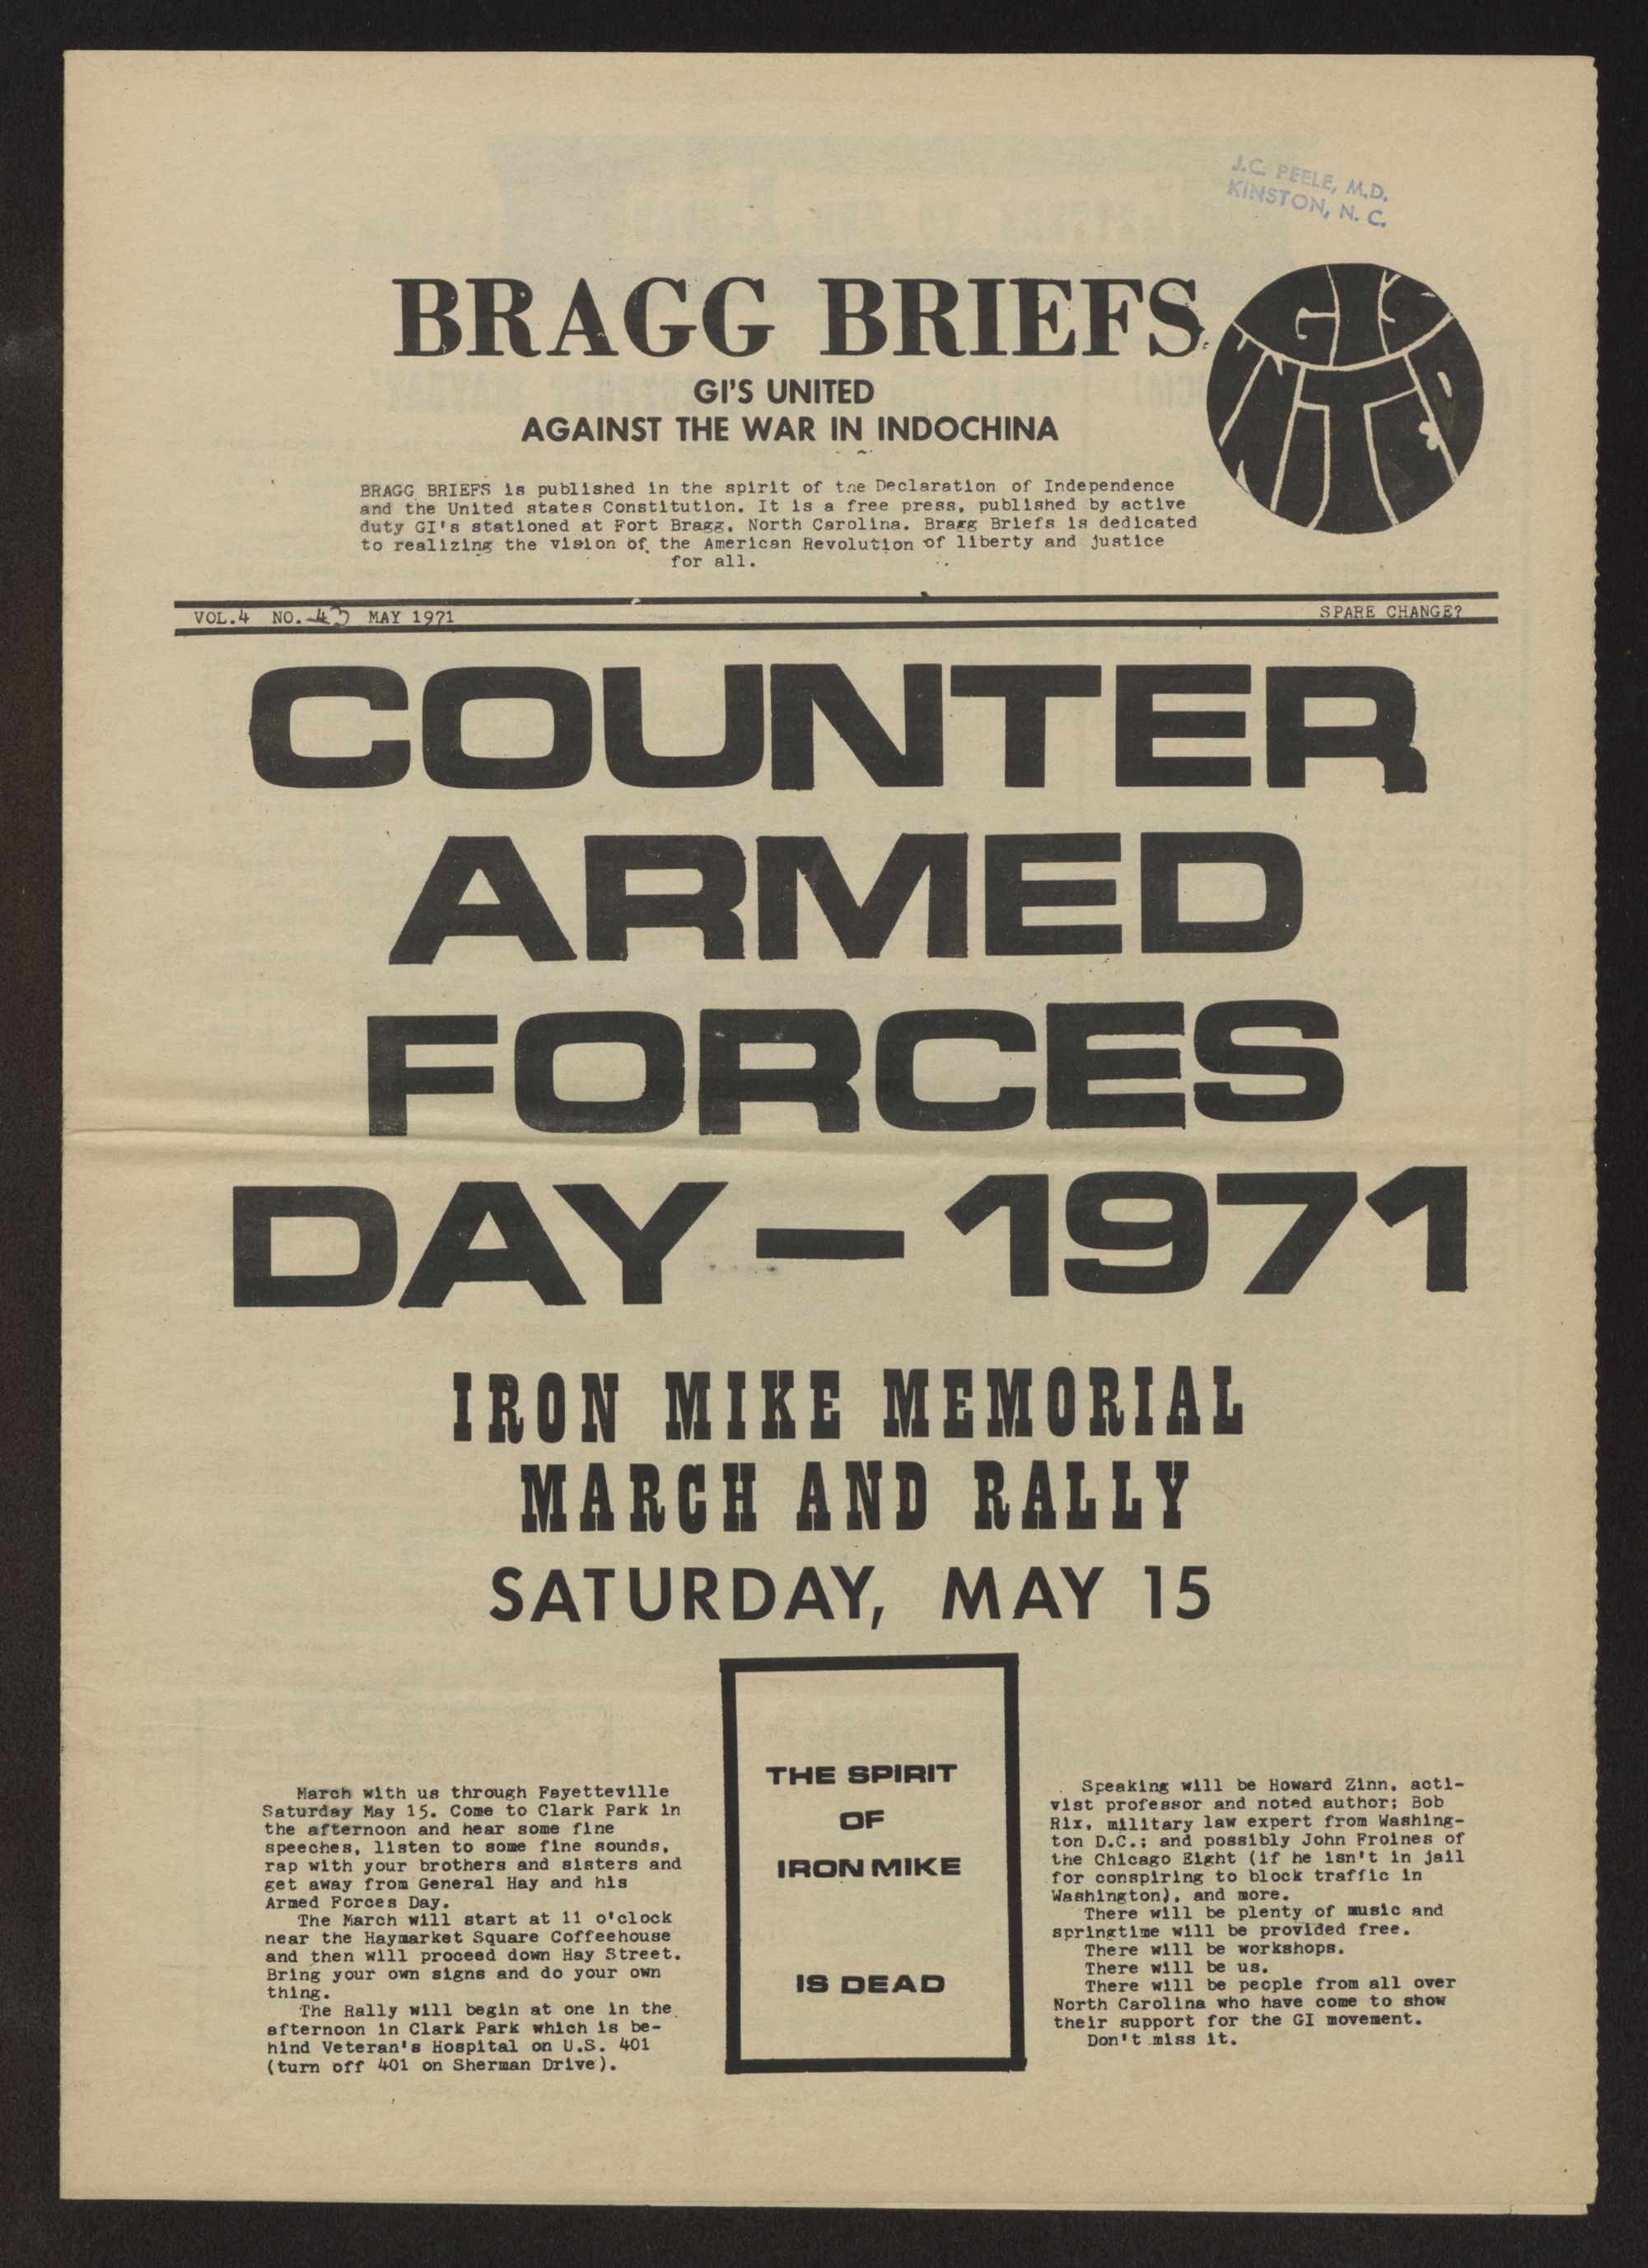 J.C. PEELE, M.D.
KINSTON, N. C.
BRAGG BRIEFS
GI'S UNITED
GI'S UNITED
AGAINST THE WAR IN INDOCHINA
BRAGG BRIEFS is published in the spirit of the Declaration of Independence
and the United states Constitution. It is a free press, published by active
duty GI's stationed at Fort Bragg, North Carolina. Bragg Briefs is dedicated
to realizing the vision of the American Revolution of liberty and justice
for all.
VOL.4 NO. MAY 1971
SPARE CHANGE?
COUNTER
ARMED
FORCES
DAY—1971
IRON MIKE MEMORIAL
MARCH AND RALLY
SATURDAY, MAY 15
March with us through Fayetteville
Saturday May 15. Come to Clark Park in
the afternoon and hear some fine
speeches, listen to some fine sounds,
rap with your brothers and sisters and
get away from General Hay and his
Armed Forces Day.
The March will start at 11 o'clock
near the Haymarket Square Coffeehouse
and then will proceed down Hay Street.
Bring your own signs and do your own
thing.
The Rally will begin at one in the
afternoon in Clark Park which is be-
hind Veteran's Hospital on U.S. 401
(turn off 401 on Sherman Drive).
THE SPIRIT
OF
IRON MIKE
IS DEAD
Speaking will be Howard Zinn, acti-
vist professor and noted author; Bob
Rix, military law expert from Washing-
ton D.C.; and possibly John Froines of
the Chicago Eight (if he isn't in jail
for conspiring to block traffic in
Washington), and more.
There will be plenty of music and
springtime will be provided free.
There will be workshops.
There will be us.
There will be people from all over
North Carolina who have come to show
their support for the GI movement.
Don't miss it.